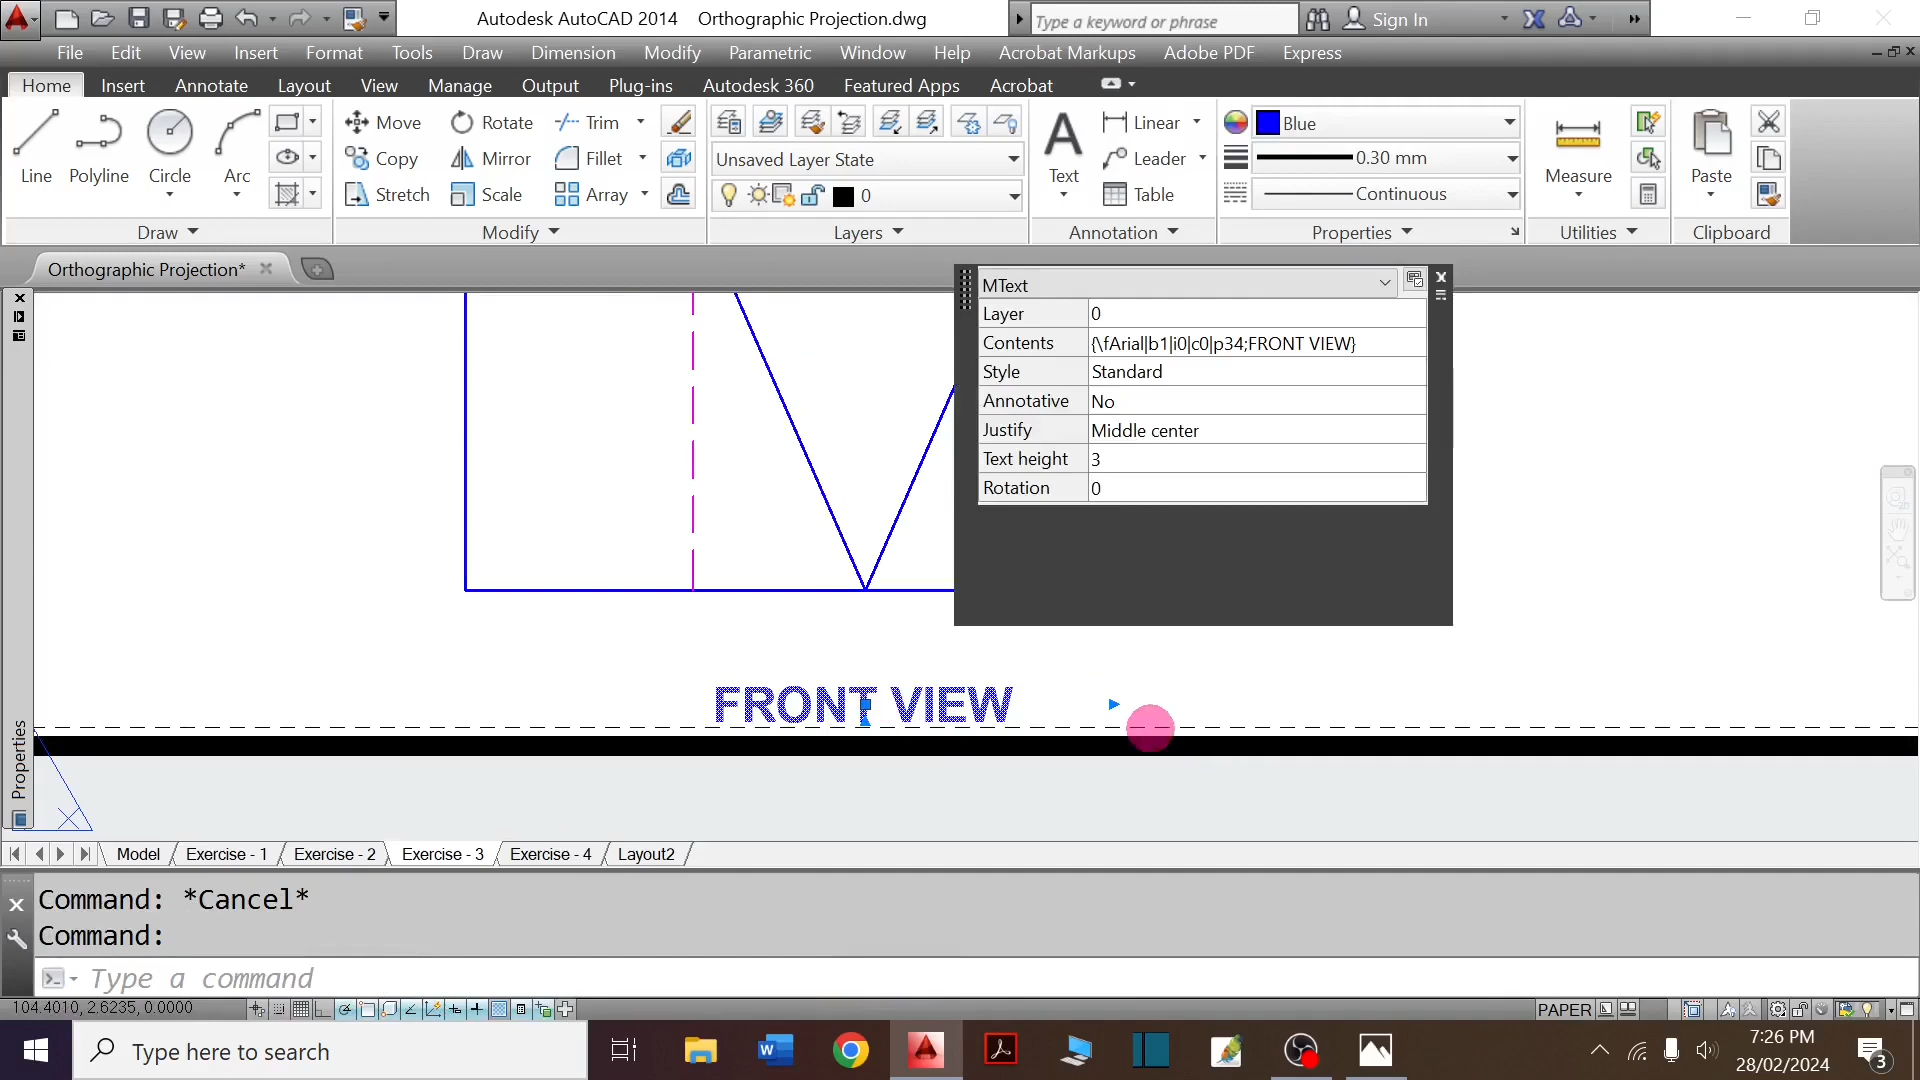 Autodesk AutoCAD 2014 Orthographic Projection.dwg
Type a keyword or phrase
Sign In
File Edit View Insert Format Tools Draw Dimension Modify Parametric Window Help Acrobat Markups Adobe PDF Express
Home Insert Annotate Layout View Manage Output Plug-ins Autodesk 360 Featured Apps Acrobat
Line Polyline Circle Arc
Move Rotate Trim
Copy Mirror Fillet
Stretch Scale Array
Unsaved Layer State
0
Text
Linear
Leader
Table
Blue
0.30 mm
Continuous
Measure
Paste
Draw Modify Layers Annotation Properties Utilities Clipboard
Orthographic Projection*
MText
Layer 0
Contents {\fArial|b1|i0|c0|p34;FRONT VIEW}
Style Standard
Annotative No
Justify Middle center
Text height 3
Rotation 0
FRONT VIEW
Properties
Model Exercise - 1 Exercise - 2 Exercise - 3 Exercise - 4 Layout2
Command: *Cancel*
Command:
Type a command
104.4010, 2.6235, 0.0000
PAPER
Type here to search
7:26 PM
28/02/2024
3